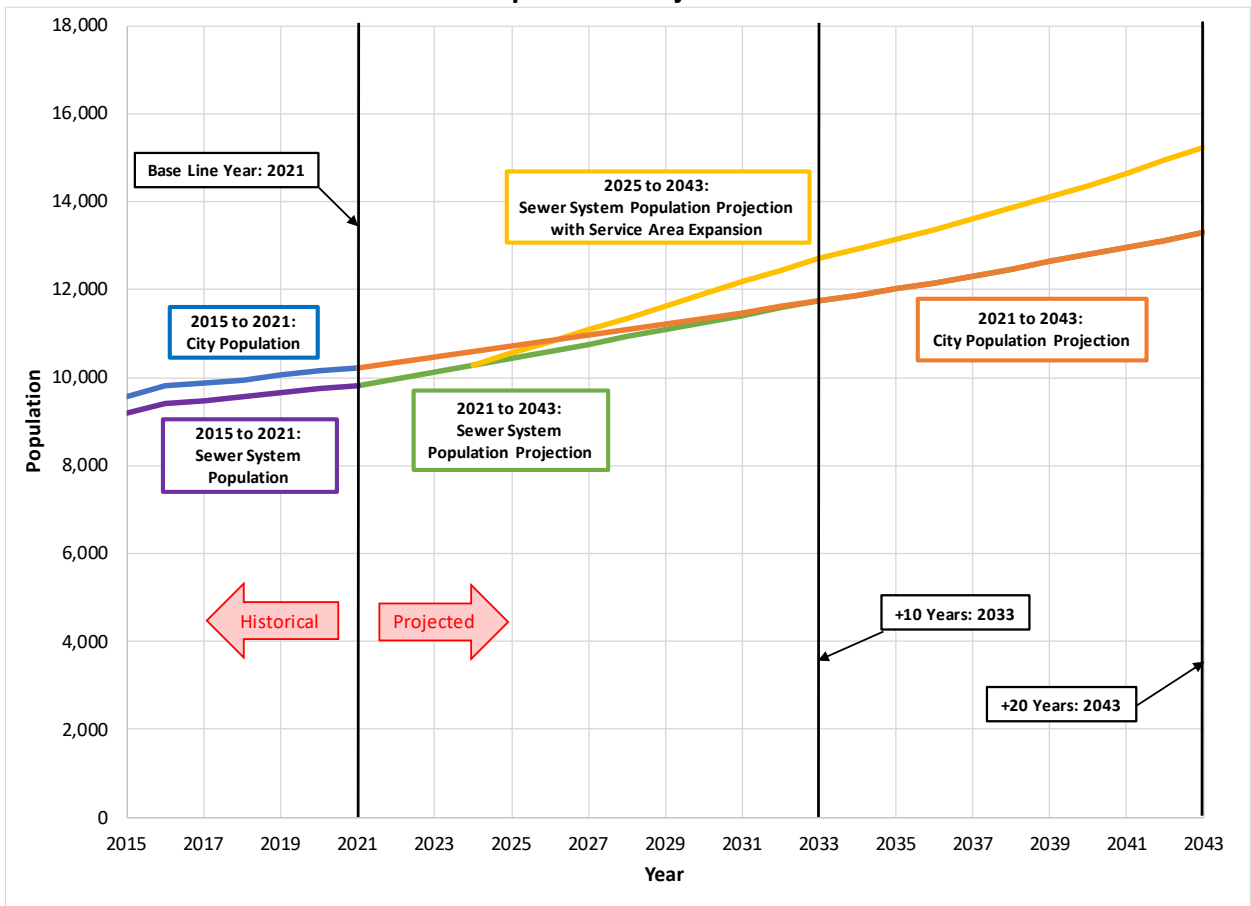 18,000
16,000
14,000
12,000
10,000
8,000
6,000
4,000
2,000
0
Population
Base Line Year: 2021
2025 to 2043:
Sewer System Population Projection
with Service Area Expansion
2015 to 2021:
City Population
2021 to 2043:
City Population Projection
2015 to 2021:
Sewer System
Population
2021 to 2043:
Sewer System
Population Projection
Historical
Projected
+10 Years: 2033
+20 Years: 2043
2015 2017 2019 2021 2023 2025 2027 2029 2031 2033 2035 2037 2039 2041 2043
Year